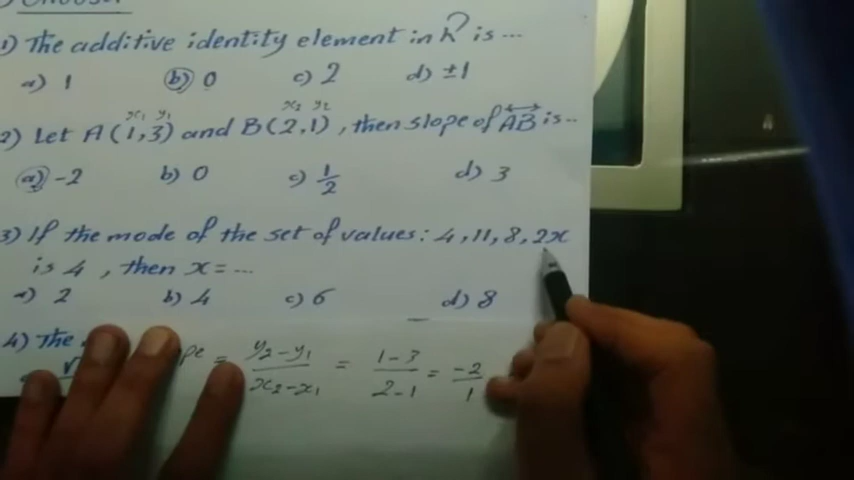 1) The additive identity element in ℝ is ...
a) 1 b) 0 c) 2 d) ±1
x₁ y₁ x₂ y₂
2) Let A (1,3) and B (2,1), then slope of AB is ..
a) -2 b) 0 c) 1/2 d) 3
3) If the mode of the set of values: 4, 11, 8, 2x
is 4, then x = ...
a) 2 b) 4 c) 6 d) 8
4) The
= y₂-y₁ / x₂-x₁ = 1-3 / 2-1 = -2 / 1